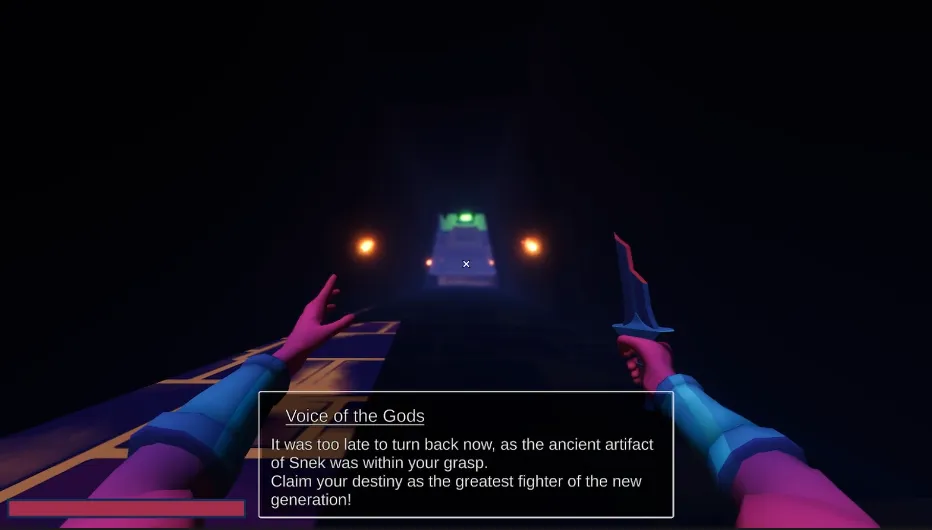 Voice of the Gods
It was too late to turn back now, as the ancient artifact
of Snek was within your grasp.
Claim your destiny as the greatest fighter of the new
generation!